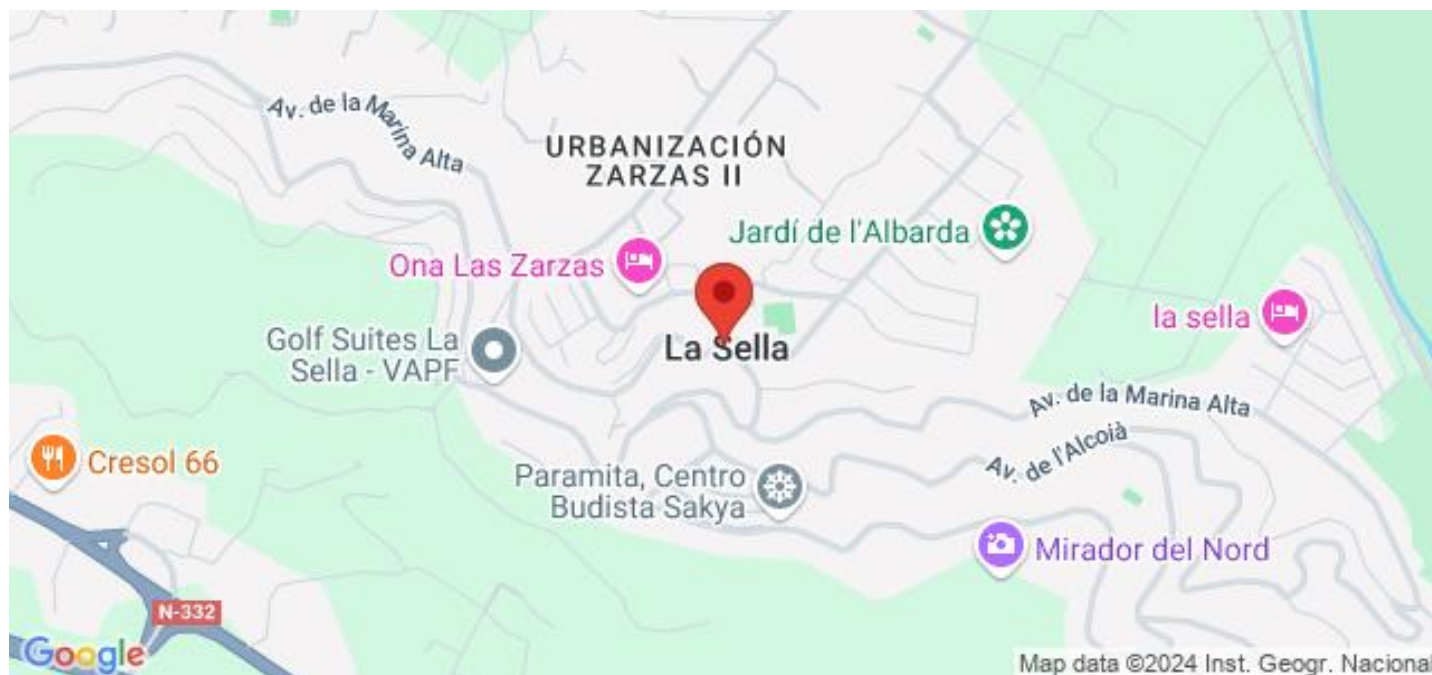 Av. de la Marina Alta
URBANIZACIÓN
ZARZAS II
Jardí de l'Albarda
Ona Las Zarzas
la sella
Golf Suites La
Sella - VAPF
La Sella
Av. de la Marina Alta
Av. de l'Alcoià
Cresol 66
Paramita, Centro
Budista Sakya
Mirador del Nord
N-332
Google
Map data ©2024 Inst. Geogr. Nacional